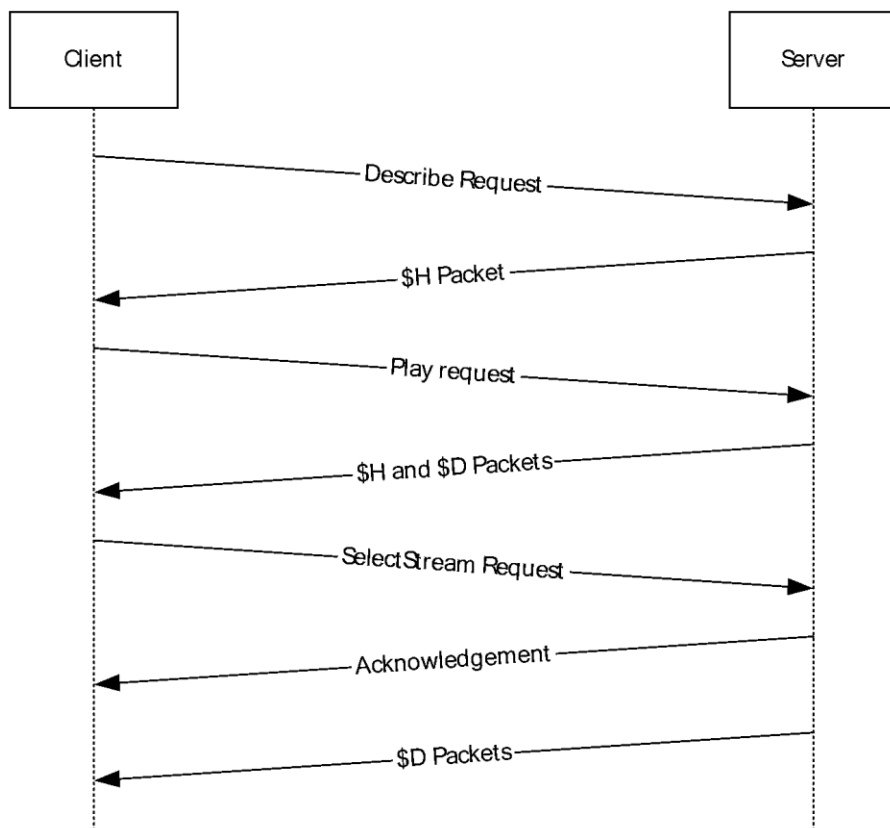 Client
Server
Describe Request
$H Packet
Play request
$H and $D Packets
SelectStream Request
Acknowledgement
$D Packets